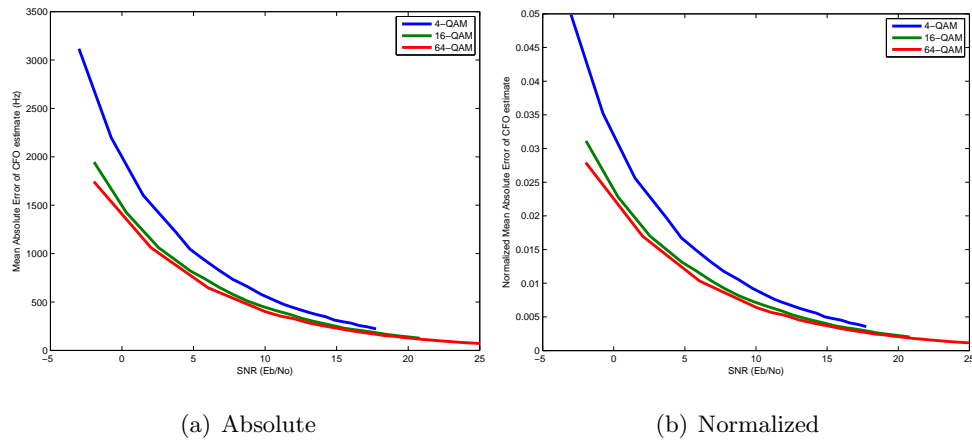 3500
3000
2500
2000
1500
1000
500
0
Mean Absolute Error of CFO estimate (Hz)
−5 0 5 10 15 20 25
SNR (Eb/No)
4−QAM
16−QAM
64−QAM
(a) Absolute
0.05
0.045
0.04
0.035
0.03
0.025
0.02
0.015
0.01
0.005
0
Normalized Mean Absolute Error of CFO estimate
−5 0 5 10 15 20 25
SNR (Eb/No)
4−QAM
16−QAM
64−QAM
(b) Normalized